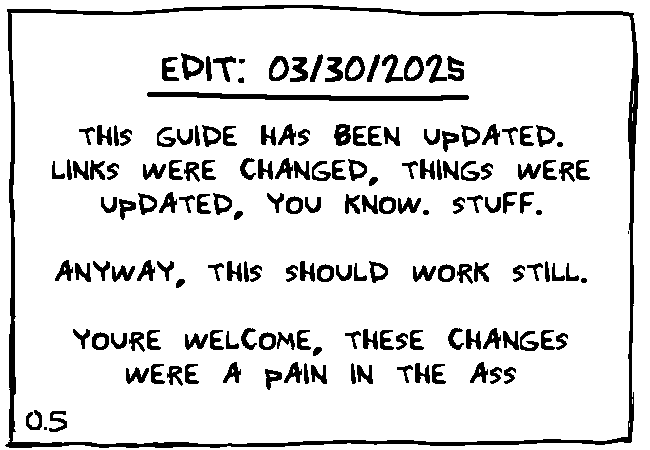 EDIT: 03/30/2025
THIS GUIDE HAS BEEN UPDATED.
LINKS WERE CHANGED, THINGS WERE
UPDATED, YOU KNOW. STUFF.
ANYWAY, THIS SHOULD WORK STILL.
YOURE WELCOME, THESE CHANGES
WERE A PAIN IN THE ASS
0.5